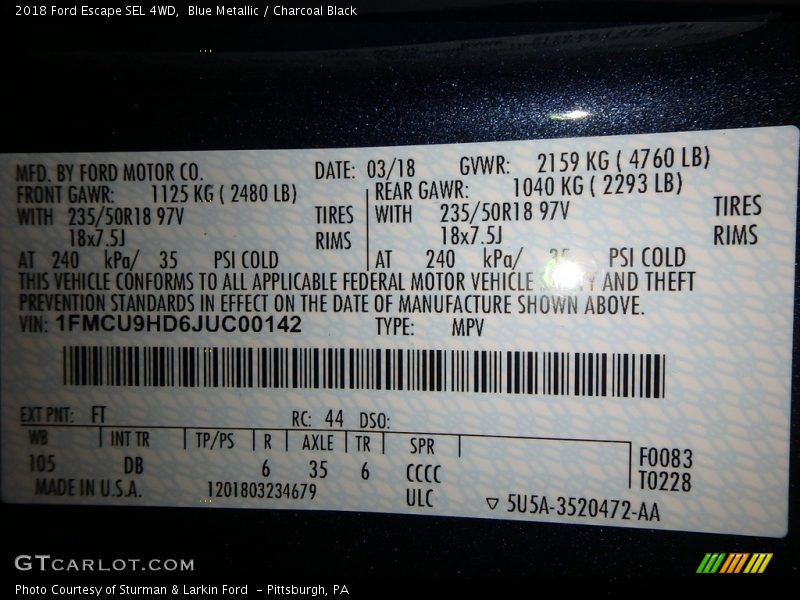 2018 Ford Escape SEL 4WD, Blue Metallic / Charcoal Black
MFD. BY FORD MOTOR CO. DATE: 03/18 GVWR: 2159 KG ( 4760 LB)
FRONT GAWR: 1125 KG ( 2480 LB) REAR GAWR: 1040 KG ( 2293 LB)
WITH 235/50R18 97V TIRES WITH 235/50R18 97V TIRES
18x7.5J RIMS 18x7.5J RIMS
AT 240 kPa/ 35 PSI COLD AT 240 kPa/ 35 PSI COLD
THIS VEHICLE CONFORMS TO ALL APPLICABLE FEDERAL MOTOR VEHICLE AND THEFT
PREVENTION STANDARDS IN EFFECT ON THE DATE OF MANUFACTURE SHOWN ABOVE.
VIN: 1FMCU9HD6JUC00142 TYPE: MPV
EXT PNT: FT RC: 44 DSO:
WB INT TR TP/PS R AXLE TR SPR
105 DB 6 35 6 CCCC
F0083
T0228
MADE IN U.S.A. 1201803234679 ULC ▽ 5U5A-3520472-AA
GTCARLOT.COM
Photo Courtesy of Sturman & Larkin Ford - Pittsburgh, PA